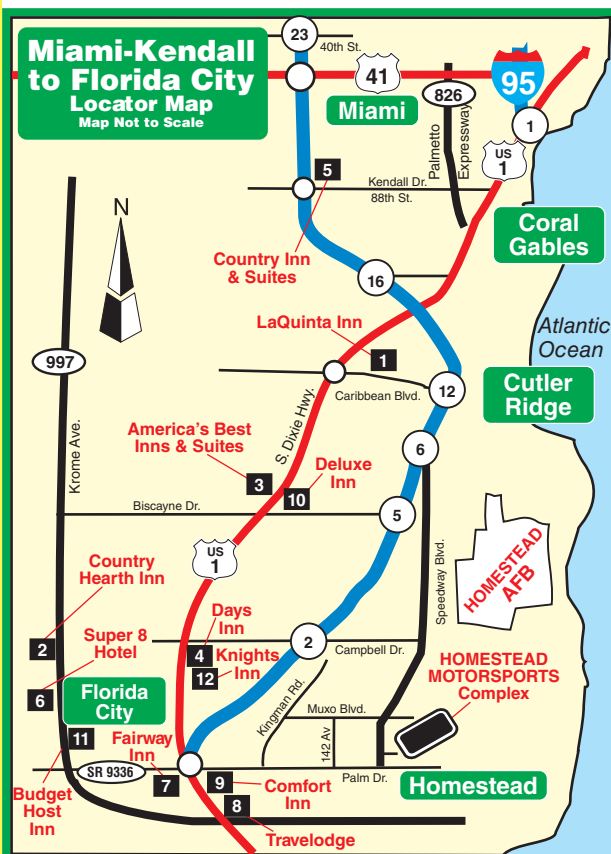 Miami-Kendall
to Florida City
Locator Map
Map Not to Scale
23
40th St.
41
95
Miami
826
Palmetto
Expressway
1
US
1
5
Kendall Dr.
88th St.
N
Coral
Gables
Country Inn
& Suites
16
LaQuinta Inn
1
Atlantic
Ocean
997
Caribbean Blvd.
12
Cutler
Ridge
Krome Ave.
S. Dixie Hwy.
America's Best
Inns & Suites
6
3
Deluxe
Inn
10
Biscayne Dr.
5
US
1
Speedway Blvd.
HOMESTEAD
AFB
Country
Hearth Inn
2
Days
Inn
4
2
Campbell Dr.
Super 8
Hotel
Knights
Inn
12
HOMESTEAD
MOTORSPORTS
Complex
6
Florida
City
Kingman Rd.
Muxo Blvd.
142 Av
11
Fairway
Inn
SR 9336
7
9
Comfort
Inn
Palm Dr.
Homestead
Budget
Host
Inn
8
Travelodge